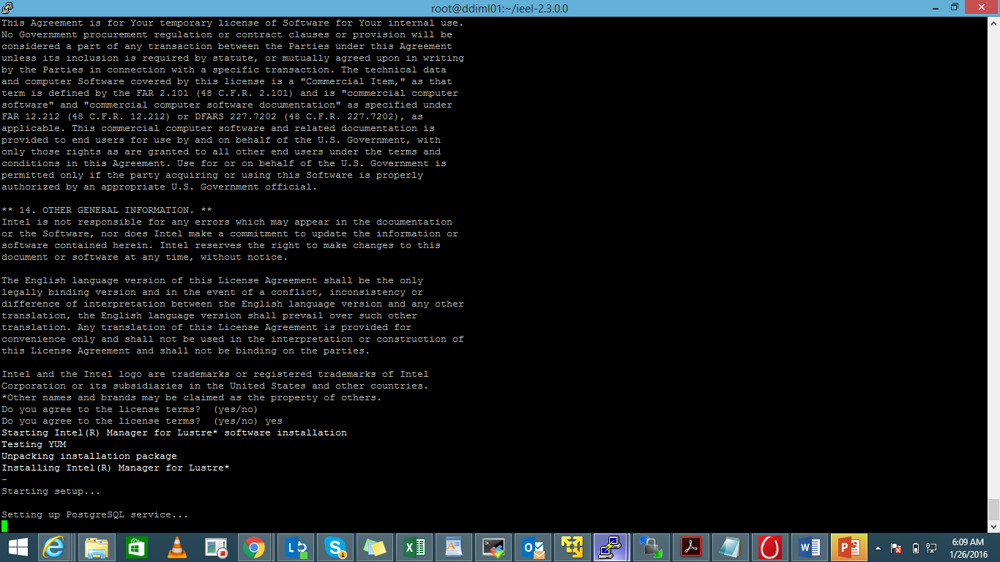 root@ddiml01:~/ieel-2.3.0.0
This Agreement is for Your temporary license of Software for Your internal use.
No Government procurement regulation or contract clauses or provision will be
considered a part of any transaction between the Parties under this Agreement
unless its inclusion is required by statute, or mutually agreed upon in writing
by the Parties in connection with a specific transaction. The technical data
and computer Software covered by this license is a "Commercial Item," as that
term is defined by the FAR 2.101 (48 C.F.R. 2.101) and is "commercial computer
software" and "commercial computer software documentation" as specified under
FAR 12.212 (48 C.F.R. 12.212) or DFARS 227.7202 (48 C.F.R. 227.7202), as
applicable. This commercial computer software and related documentation is
provided to end users for use by and on behalf of the U.S. Government, with
only those rights as are granted to all other end users under the terms and
conditions in this Agreement. Use for or on behalf of the U.S. Government is
permitted only if the party acquiring or using this Software is properly
authorized by an appropriate U.S. Government official.
** 14. OTHER GENERAL INFORMATION. **
Intel is not responsible for any errors which may appear in the documentation
or the Software, nor does Intel make a commitment to update the information or
software contained herein. Intel reserves the right to make changes to this
document or software at any time, without notice.
The English language version of this License Agreement shall be the only
legally binding version and in the event of a conflict, inconsistency or
difference of interpretation between the English language version and any other
translation, the English language version shall prevail over such other
translation. Any translation of this License Agreement is provided for
convenience only and shall not be used in the interpretation or construction of
this License Agreement and shall not be binding on the parties.
Intel and the Intel logo are trademarks or registered trademarks of Intel
Corporation or its subsidiaries in the United States and other countries.
*Other names and brands may be claimed as the property of others.
Do you agree to the license terms?  (yes/no)
Do you agree to the license terms?  (yes/no) yes
Starting Intel(R) Manager for Lustre* software installation
Testing YUM
Unpacking installation package
Installing Intel(R) Manager for Lustre*
-
Starting setup...
Setting up PostgreSQL service...
6:09 AM
1/26/2016